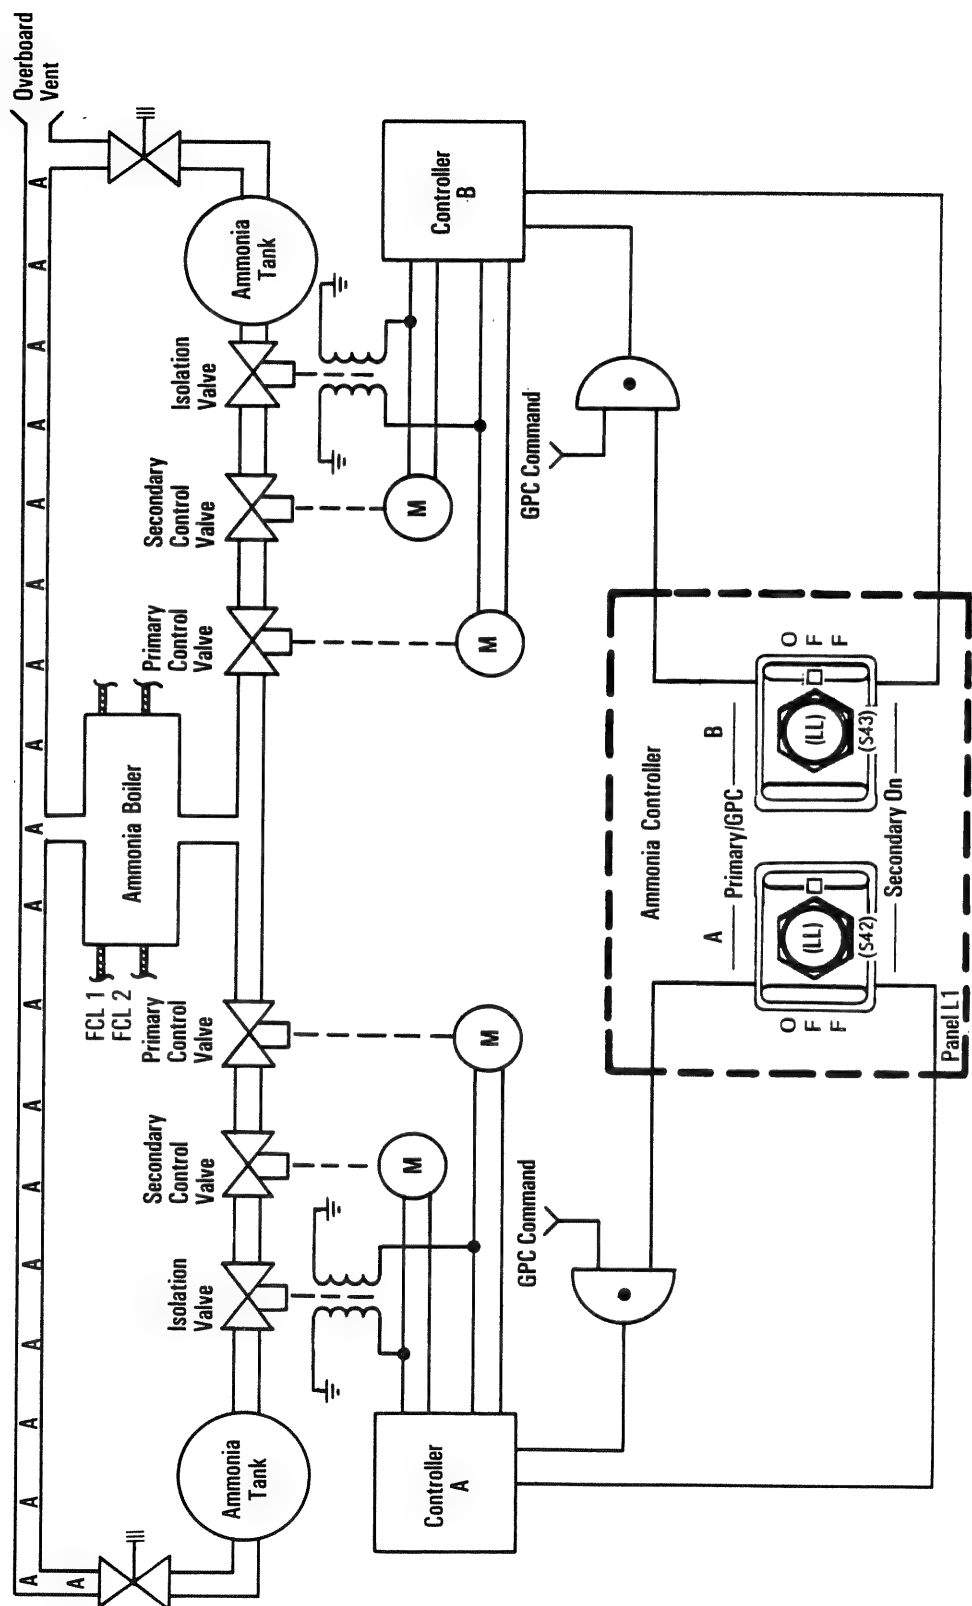 Overboard
Vent
A A A A A A A A A A A A A A A A A A
A
FCL 1
FCL 2
Ammonia Boiler
Isolation
Valve
Secondary
Control
Valve
Primary
Control
Valve
Primary Control
Valve
Secondary
Control
Valve
Isolation
Valve
Ammonia
Tank
Ammonia
Tank
M
M
M
M
Controller
A
Controller
B
GPC Command
GPC Command
Ammonia Controller
A
B
Primary/GPC
OFF
(LL)
(S42)
(LL)
(S43)
OFF
Secondary On
Panel L1